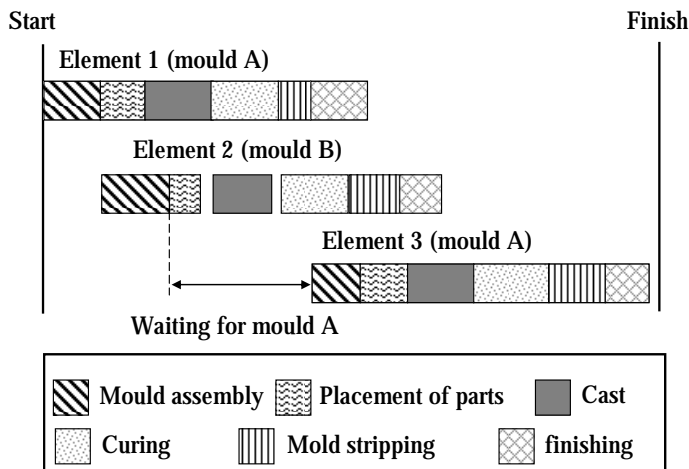 Start Finish
Element 1 (mould A)
Element 2 (mould B)
Element 3 (mould A)
Waiting for mould A
Mould assembly Placement of parts Cast
Curing Mold stripping finishing